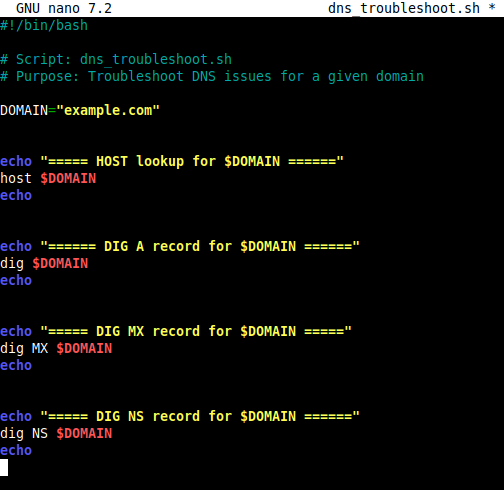 GNU nano 7.2 dns_troubleshoot.sh *
#!/bin/bash
# Script: dns_troubleshoot.sh
# Purpose: Troubleshoot DNS issues for a given domain
DOMAIN="example.com"
echo "===== HOST lookup for $DOMAIN ======"
host $DOMAIN
echo
echo "====== DIG A record for $DOMAIN ======"
dig $DOMAIN
echo
echo "===== DIG MX record for $DOMAIN ====="
dig MX $DOMAIN
echo
echo "===== DIG NS record for $DOMAIN ======"
dig NS $DOMAIN
echo